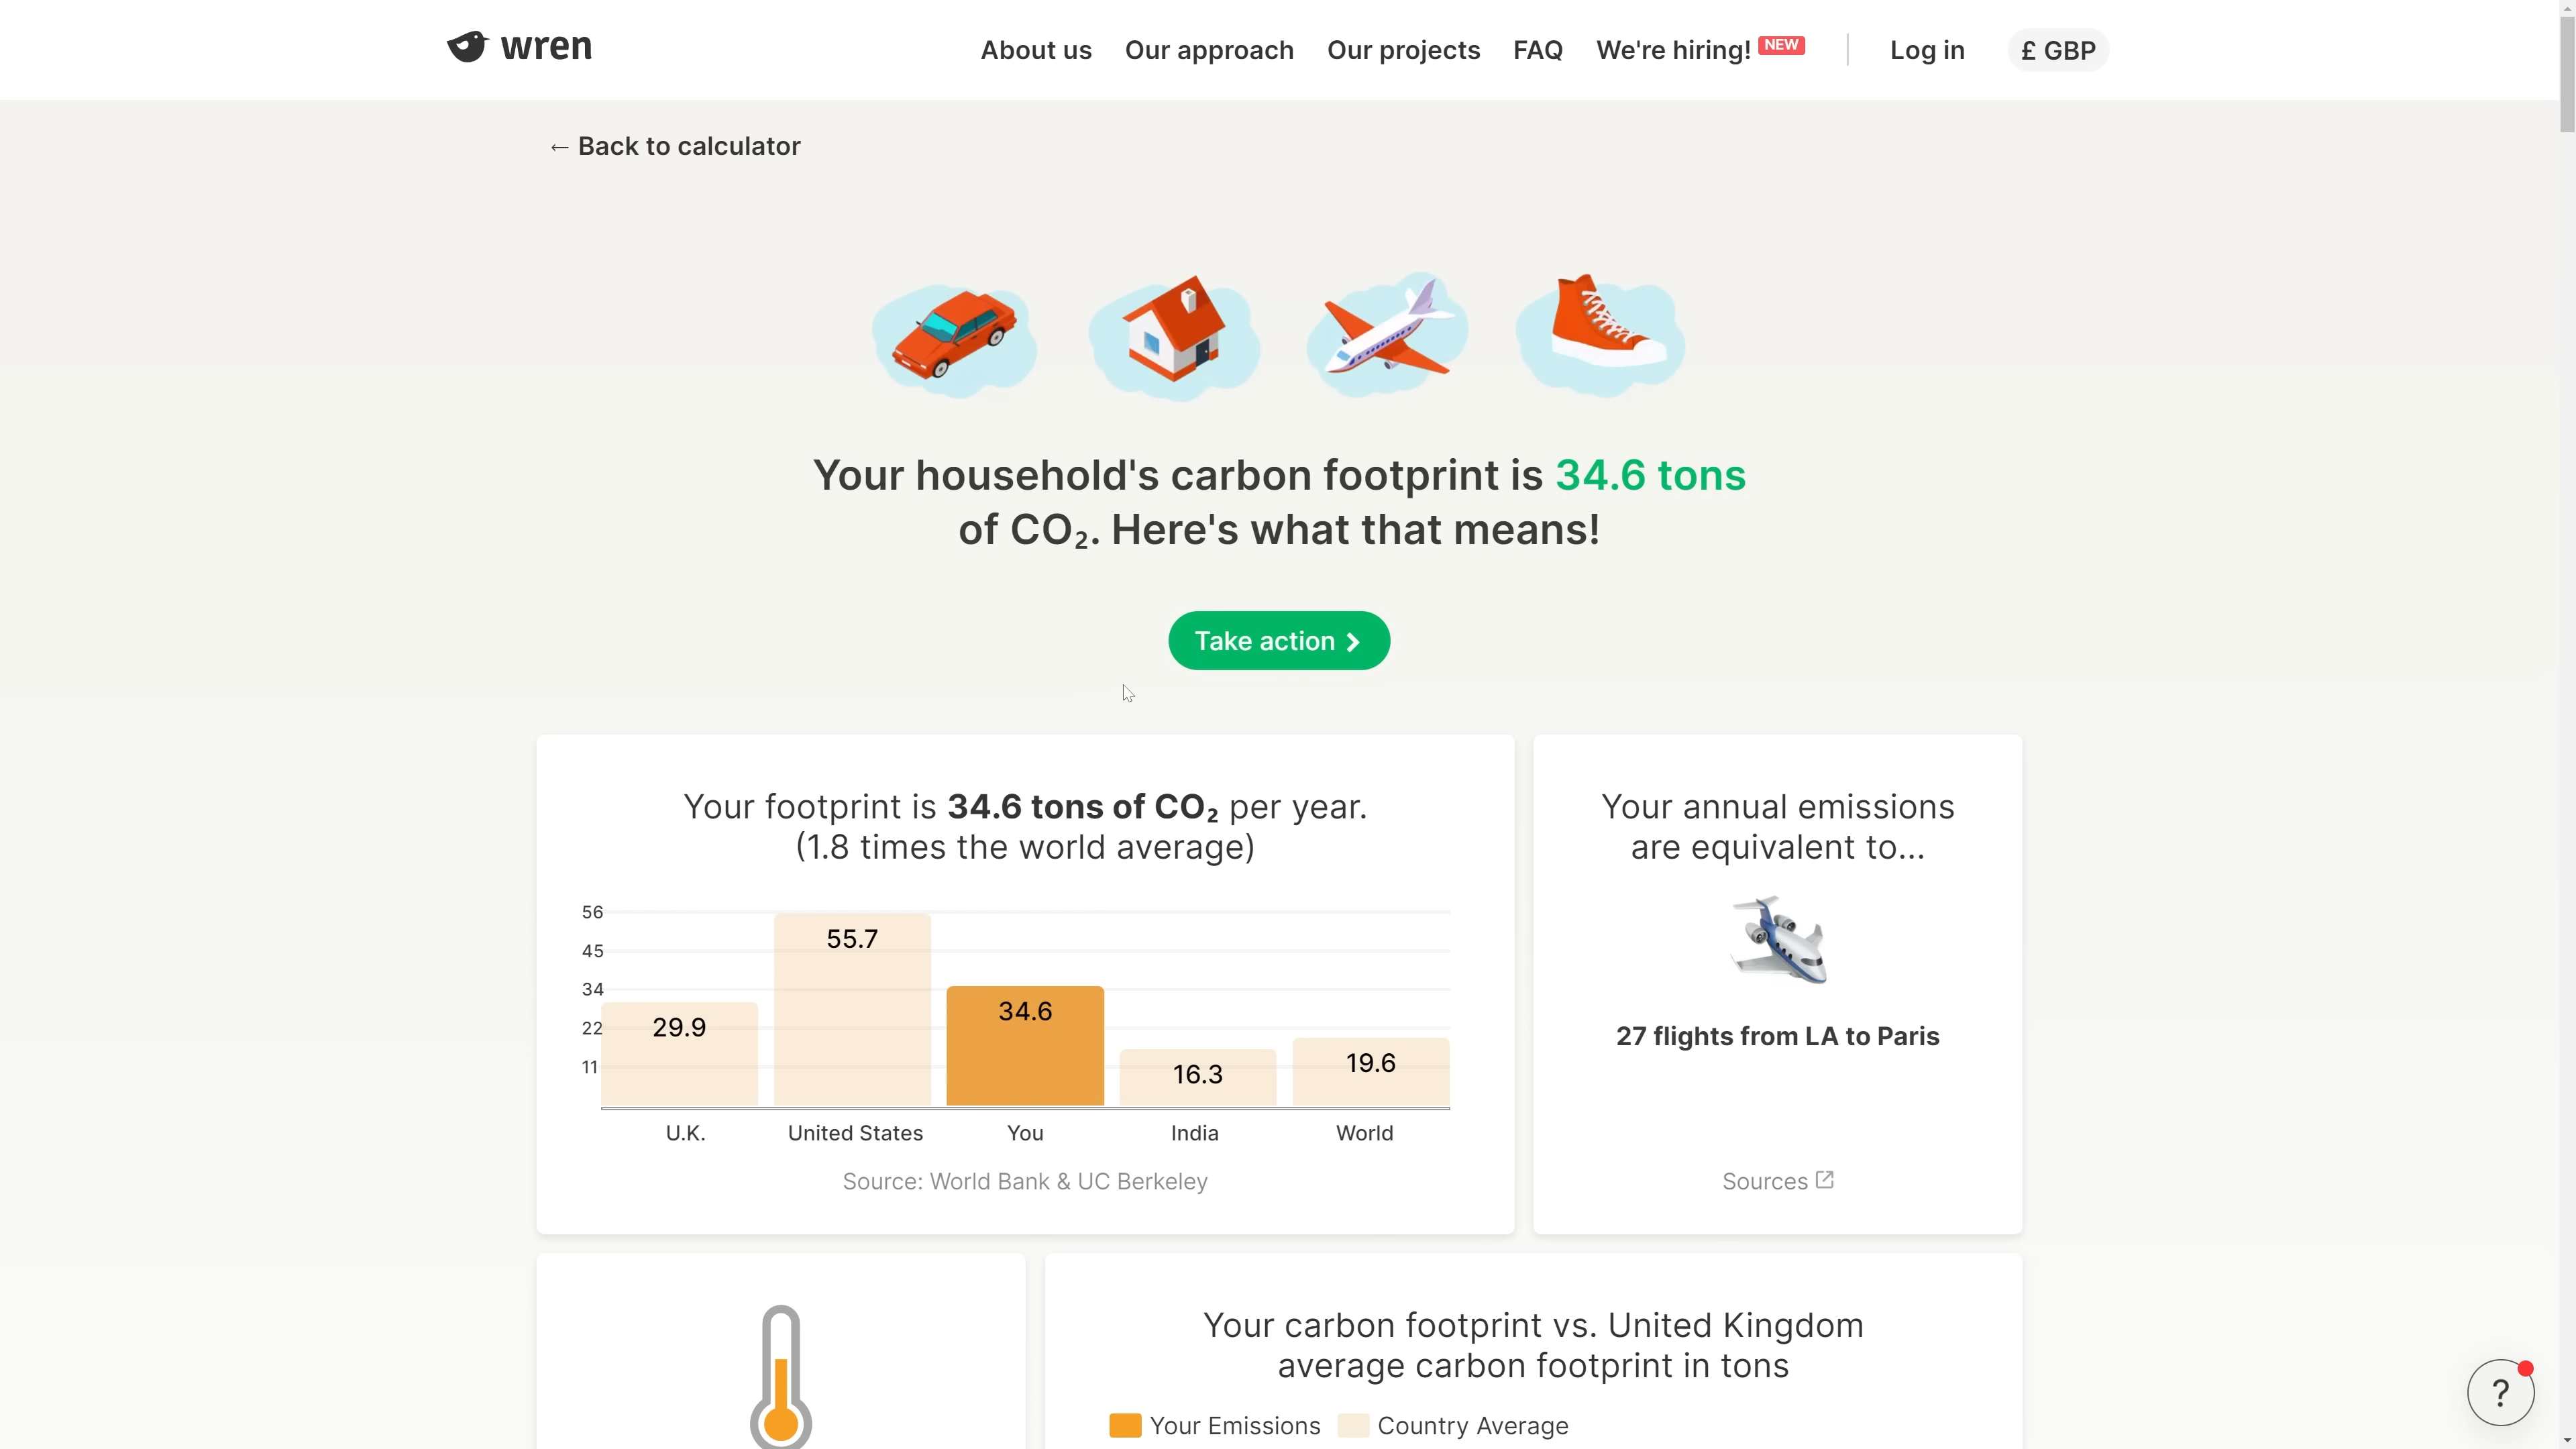 wren
About us
Our approach
Our projects
FAQ
We're hiring! NEW
Log in
£ GBP
← Back to calculator
Your household's carbon footprint is 34.6 tons
of CO₂. Here's what that means!
Take action
Your footprint is 34.6 tons of CO₂ per year.
(1.8 times the world average)
56
45
34
22
11
29.9
55.7
34.6
16.3
19.6
U.K.
United States
You
India
World
Source: World Bank & UC Berkeley
Your annual emissions
are equivalent to...
27 flights from LA to Paris
Sources
Your carbon footprint vs. United Kingdom
average carbon footprint in tons
Your Emissions
Country Average
?